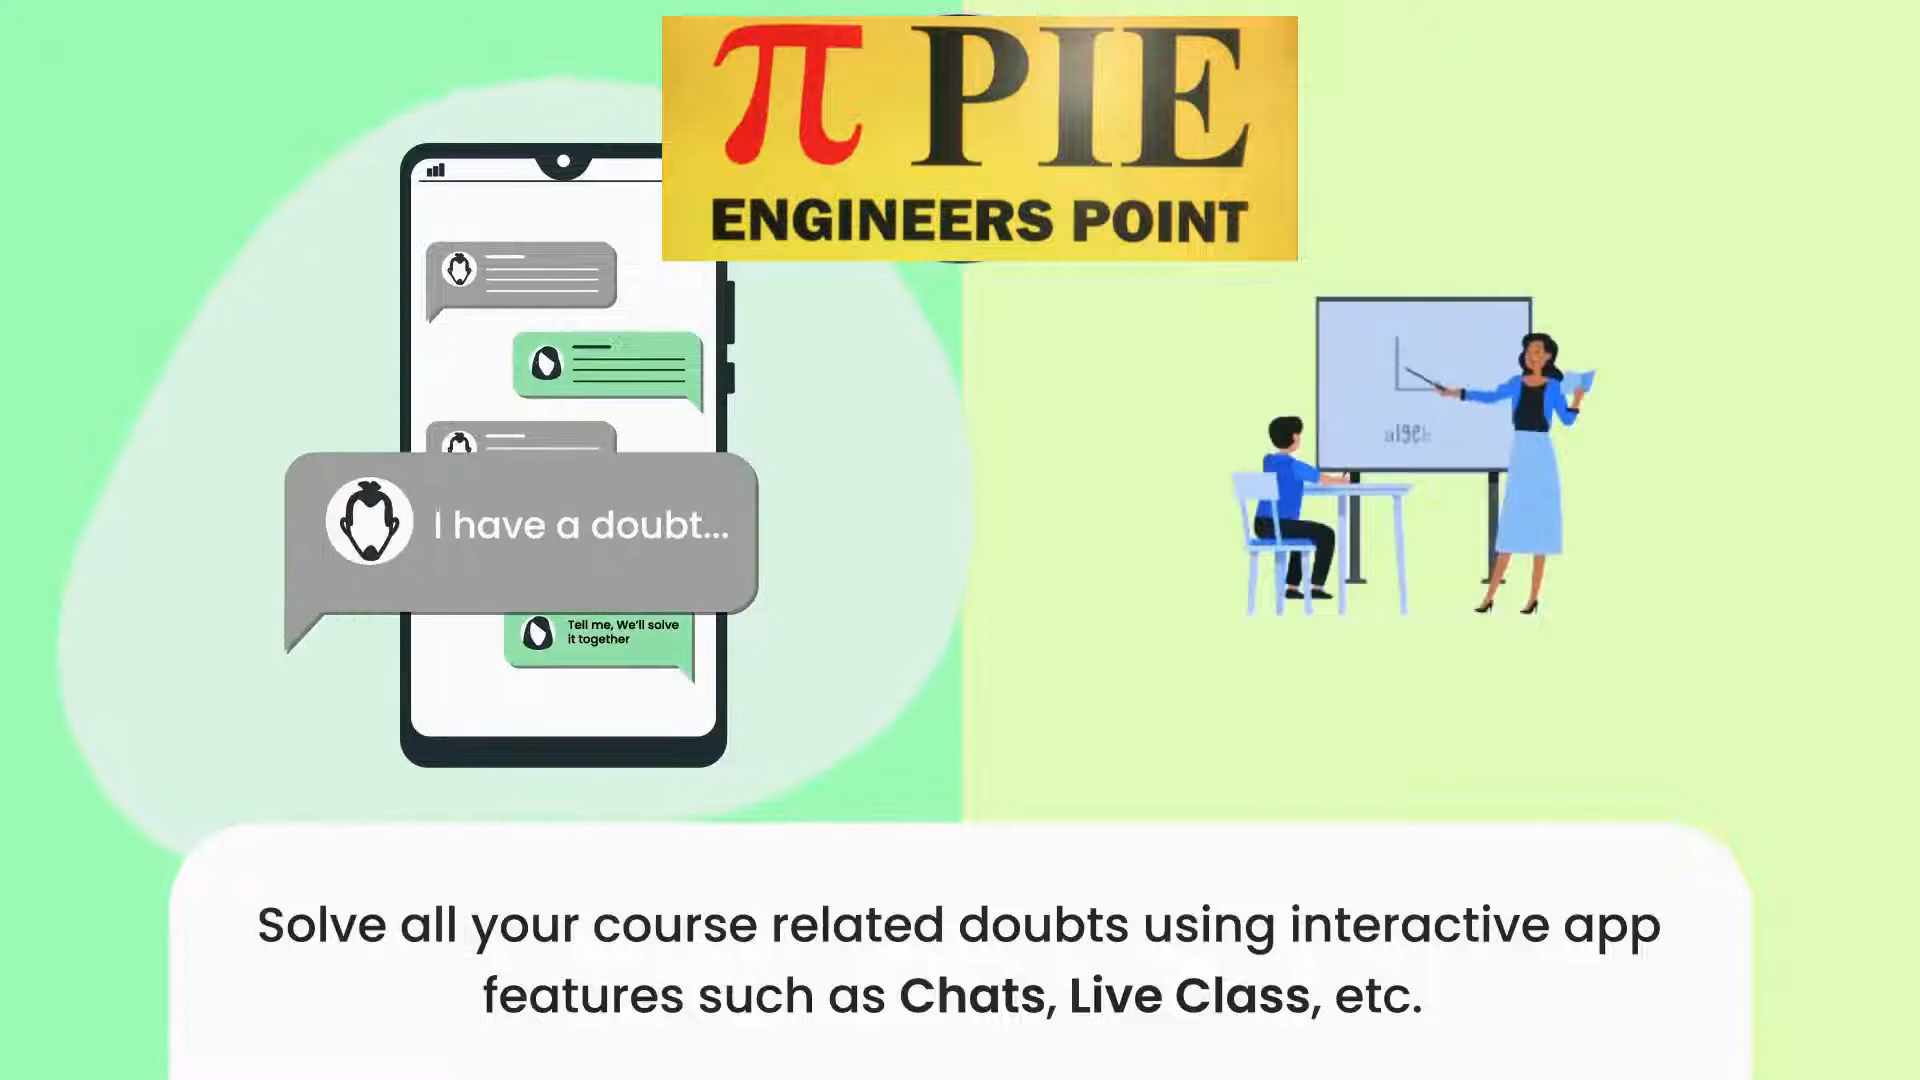 π PIE
ENGINEERS POINT
I have a doubt...
Tell me, We'll solve
it together
Solve all your course related doubts using interactive app
features such as Chats, Live Class, etc.